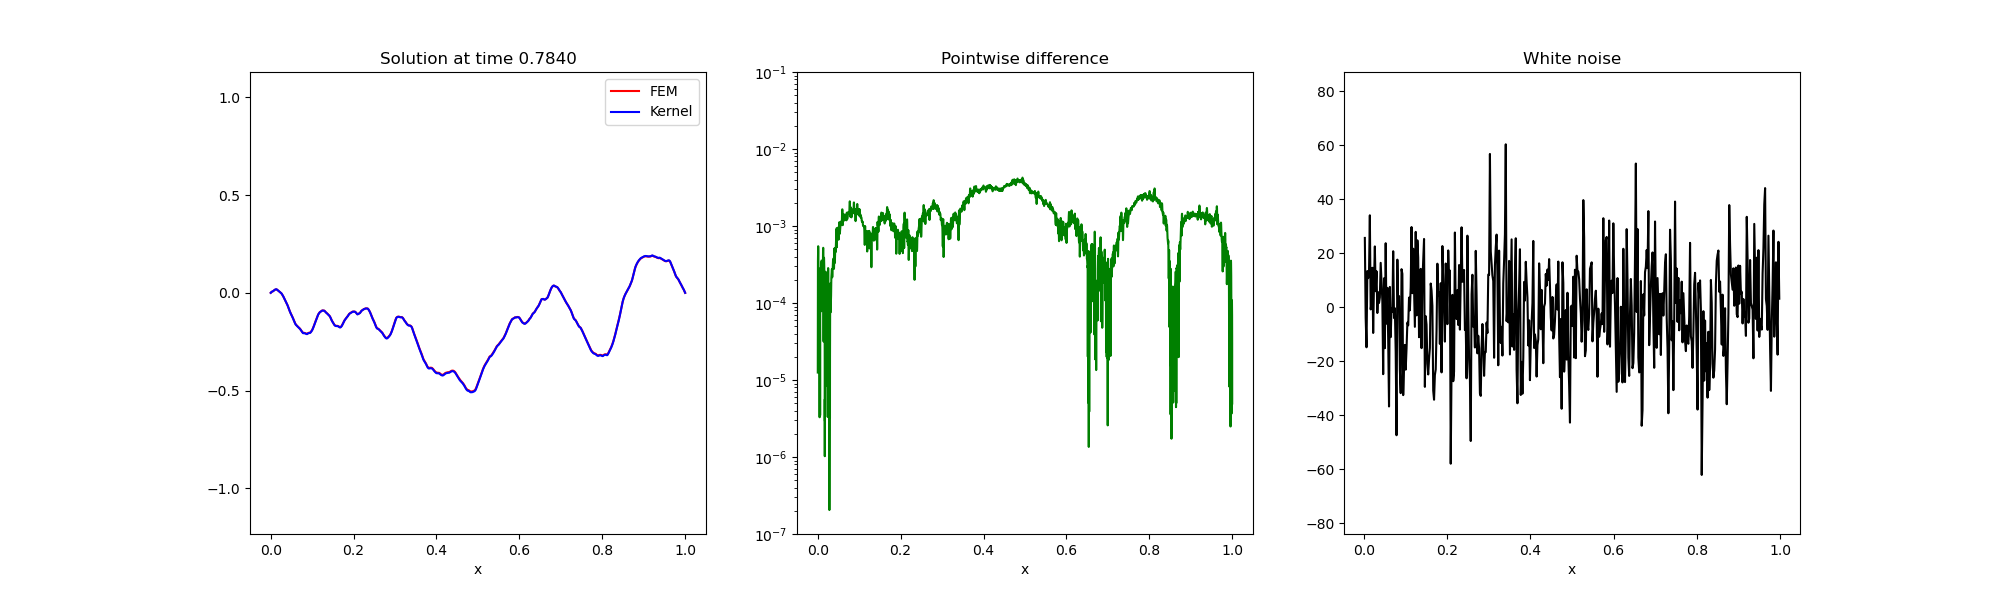 Solution at time 0.7840
FEM
Kernel
1.0
0.5
0.0
−0.5
−1.0
0.0 0.2 0.4 0.6 0.8 1.0
x
Pointwise difference
10⁻¹
10⁻²
10⁻³
10⁻⁴
10⁻⁵
10⁻⁶
10⁻⁷
0.0 0.2 0.4 0.6 0.8 1.0
x
White noise
80
60
40
20
0
−20
−40
−60
−80
0.0 0.2 0.4 0.6 0.8 1.0
x